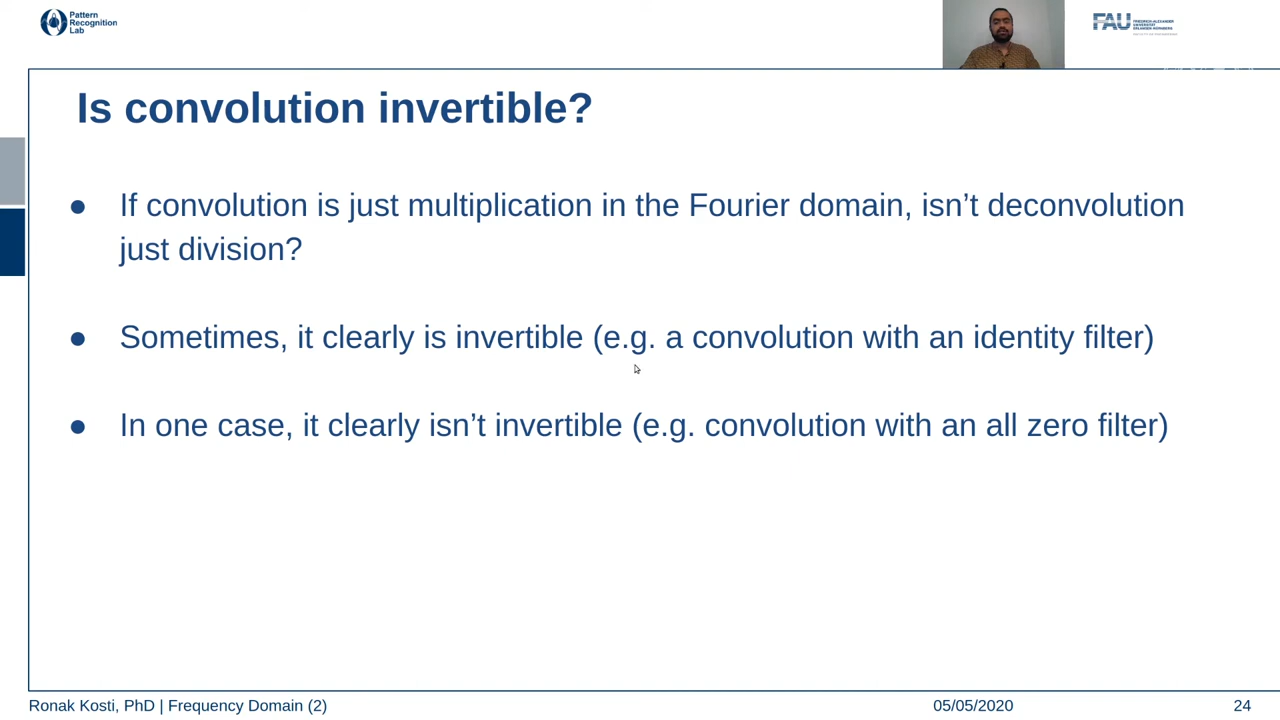 Pattern
Recognition
Lab
FAU
Is convolution invertible?
● If convolution is just multiplication in the Fourier domain, isn’t deconvolution
just division?
● Sometimes, it clearly is invertible (e.g. a convolution with an identity filter)
● In one case, it clearly isn’t invertible (e.g. convolution with an all zero filter)
Ronak Kosti, PhD | Frequency Domain (2)
05/05/2020
24